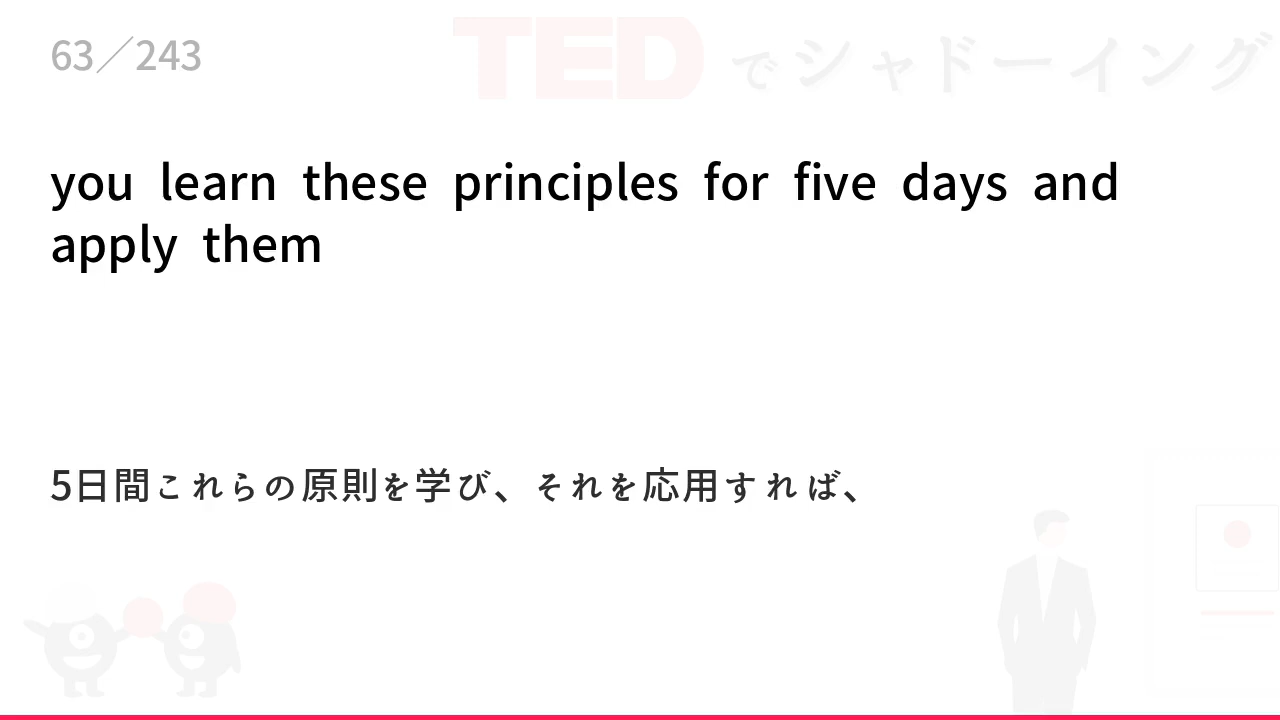 63／243
TEDでシャドーイング
you learn these principles for five days and
apply them
5日間これらの原則を学び、それを応用すれば、